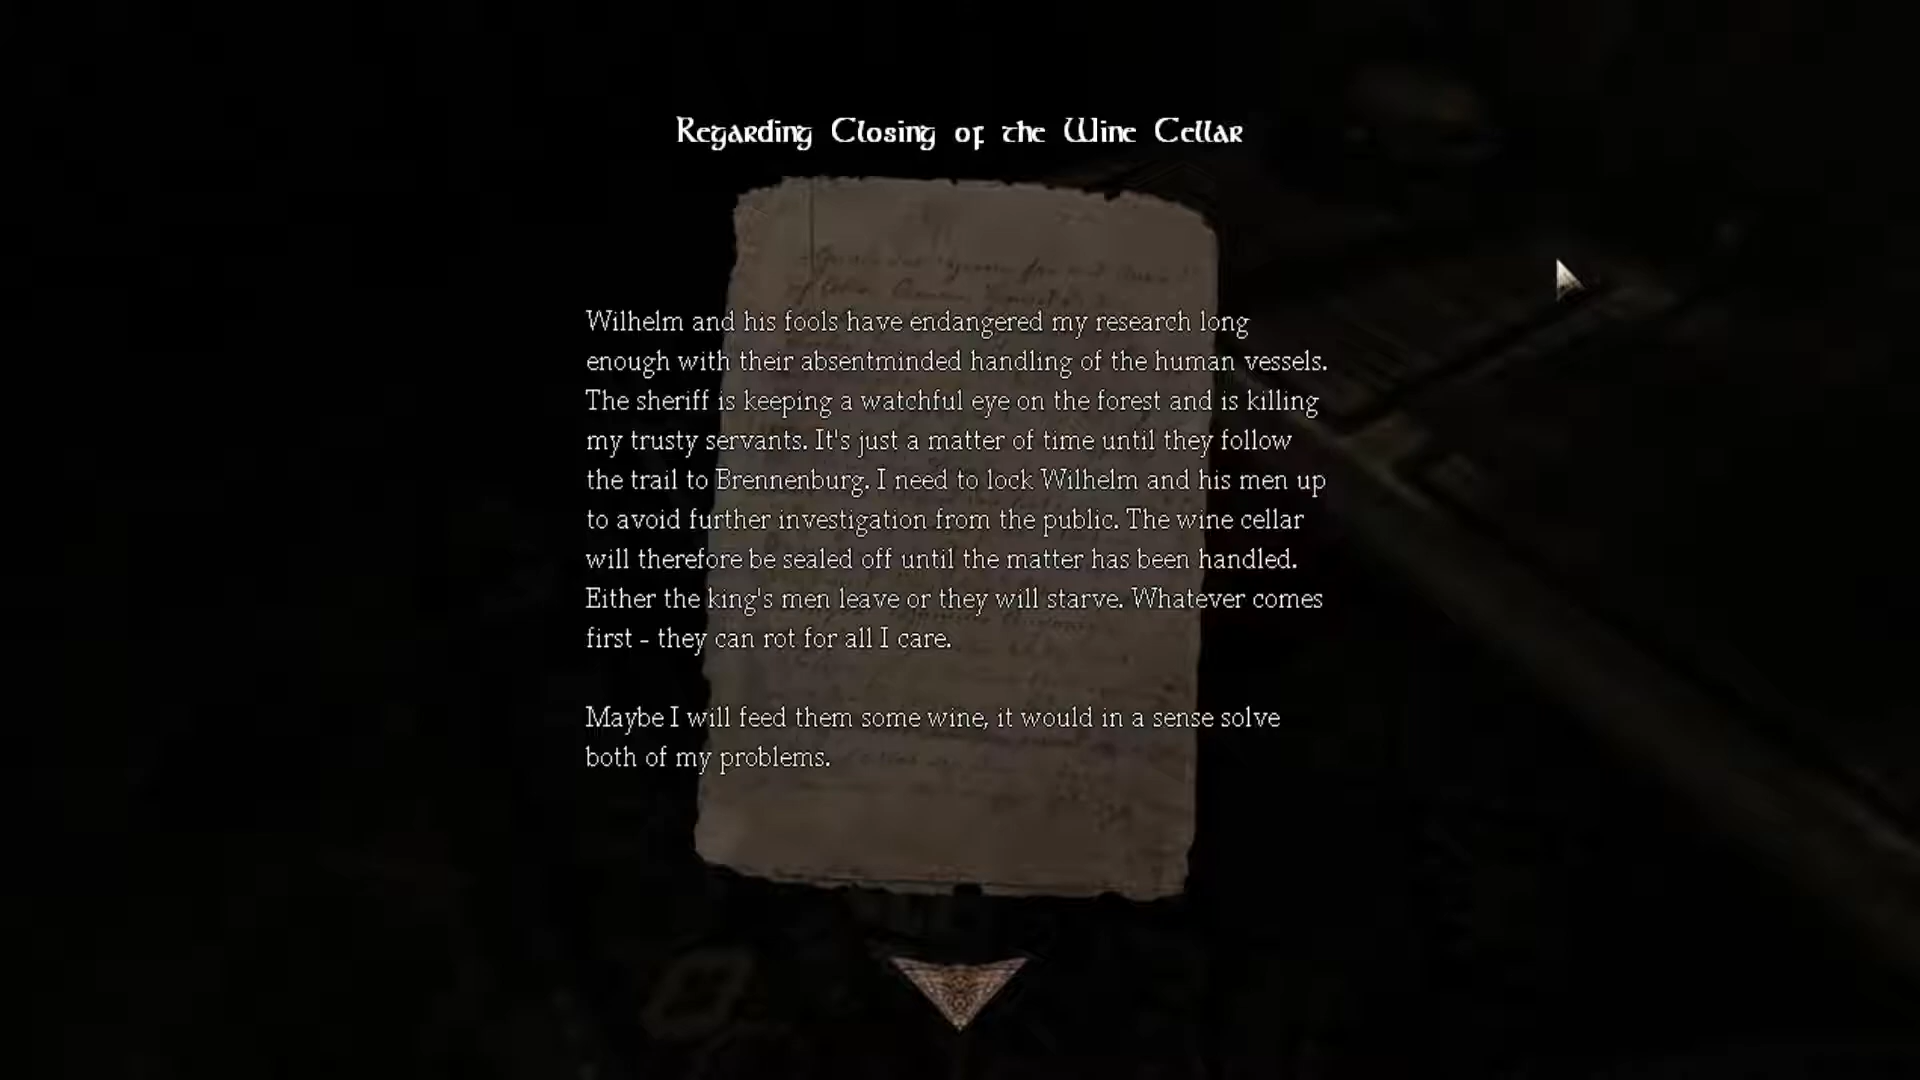 Regarding Closing of the Wine Cellar
Wilhelm and his fools have endangered my research long
enough with their absentminded handling of the human vessels.
The sheriff is keeping a watchful eye on the forest and is killing
my trusty servants. It's just a matter of time until they follow
the trail to Brennenburg. I need to lock Wilhelm and his men up
to avoid further investigation from the public. The wine cellar
will therefore be sealed off until the matter has been handled.
Either the king's men leave or they will starve. Whatever comes
first - they can rot for all I care.
Maybe I will feed them some wine, it would in a sense solve
both of my problems.